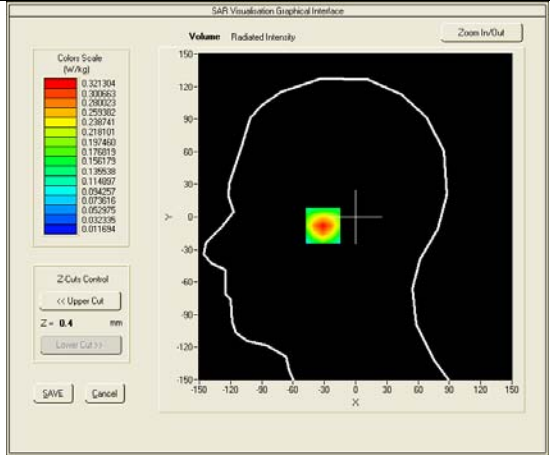 SAR Visualisation Graphical Interface
Volume Radiated Intensity
Zoom In/Out
Colors Scale
(W/kg)
0.321304
0.300663
0.280023
0.259382
0.238741
0.218101
0.197460
0.176819
0.156179
0.135538
0.114897
0.094257
0.073616
0.052975
0.032335
0.011694
Z-Cuts Control
<< Upper Cut
Z = 0.4 mm
Lower Cut >>
SAVE Cancel
150
120
90
60
30
0
-30
-60
-90
-120
-150
Y
-150 -120 -90 -60 -30 0 30 60 90 120 150
X